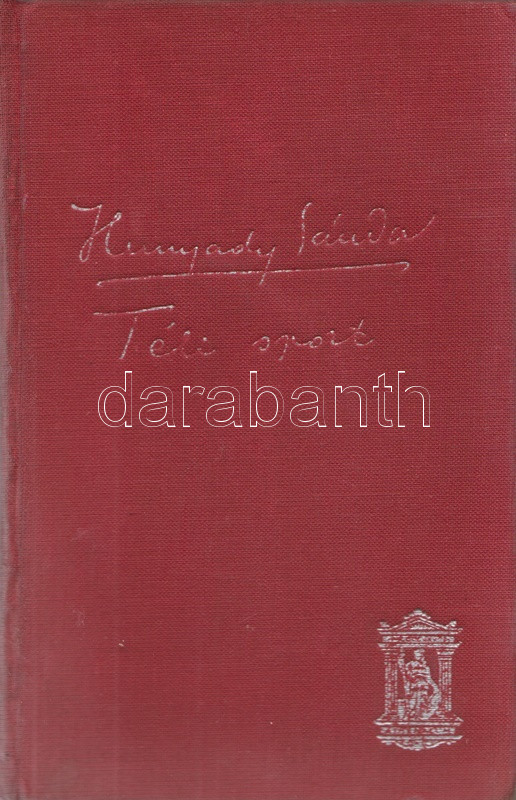 Hunyady Sándor
Téli sport
darabanth